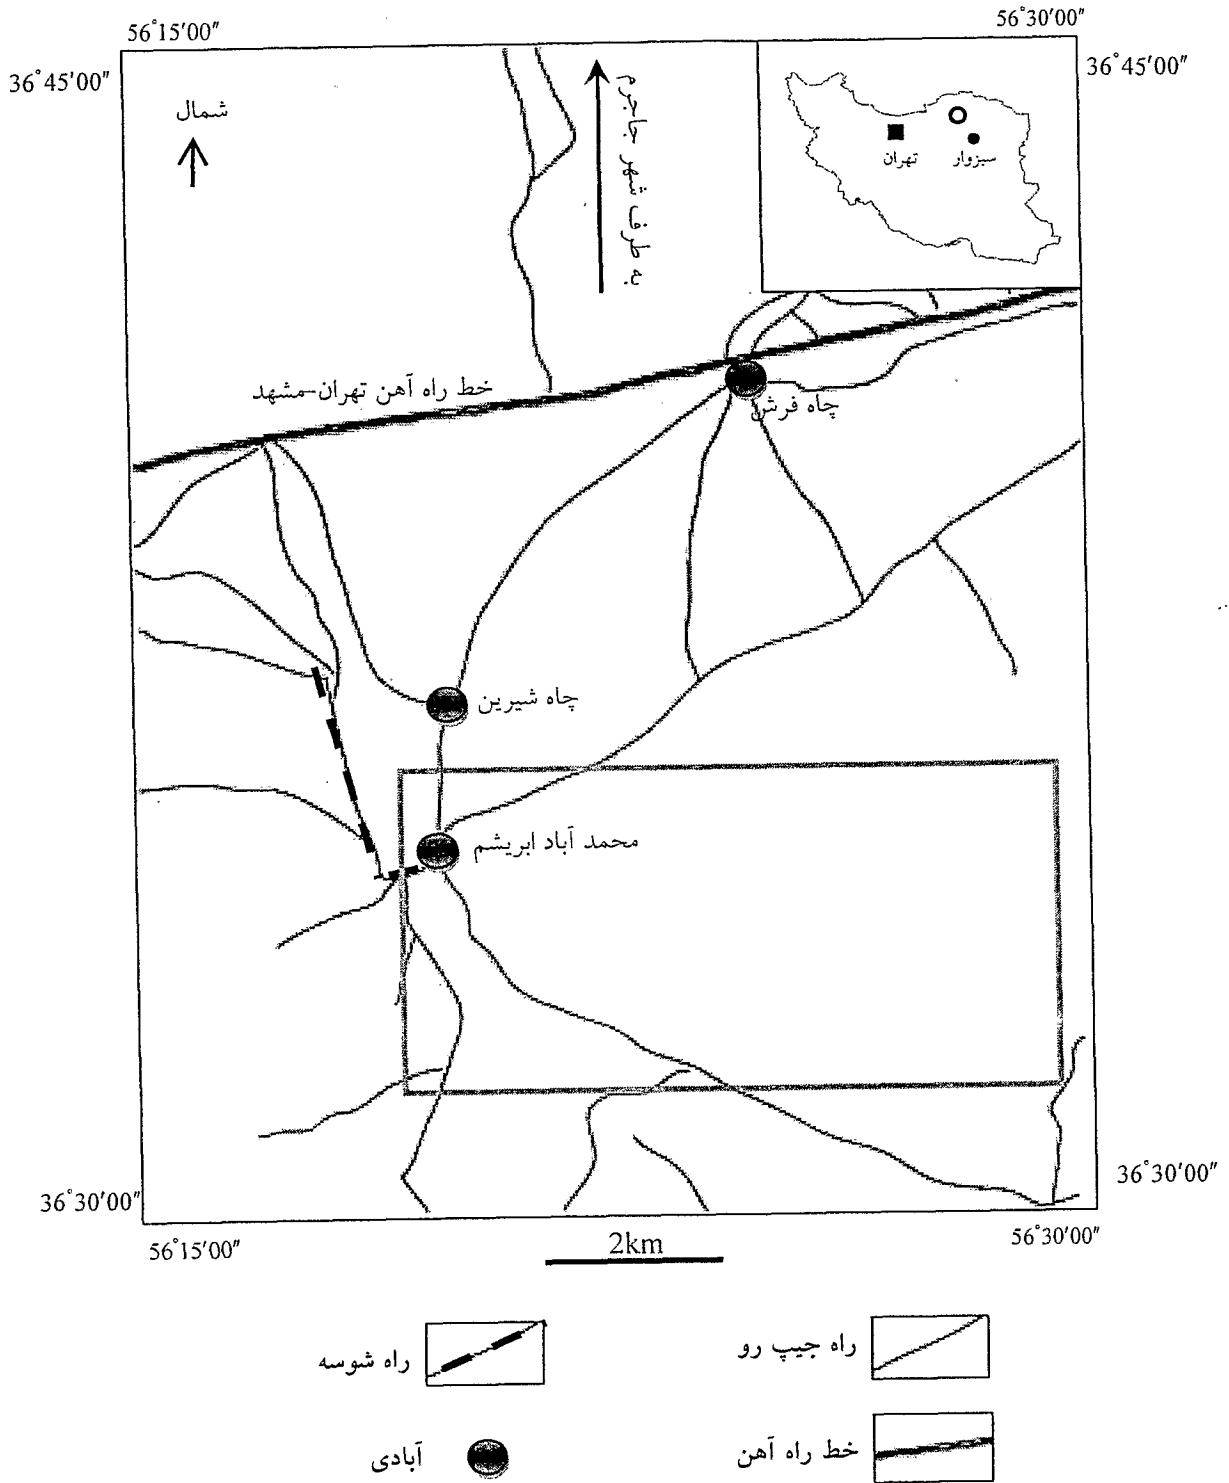 56°15′00″
56°30′00″
36°45′00″
36°45′00″
شمال
به طرف شهر جاجرم
تهران
سبزوار
خط راه آهن تهران-مشهد
چاه فرش
چاه شیرین
محمد آباد ابریشم
36°30′00″
36°30′00″
56°15′00″
2km
56°30′00″
راه جیپ رو
راه شوسه
خط راه آهن
آبادی